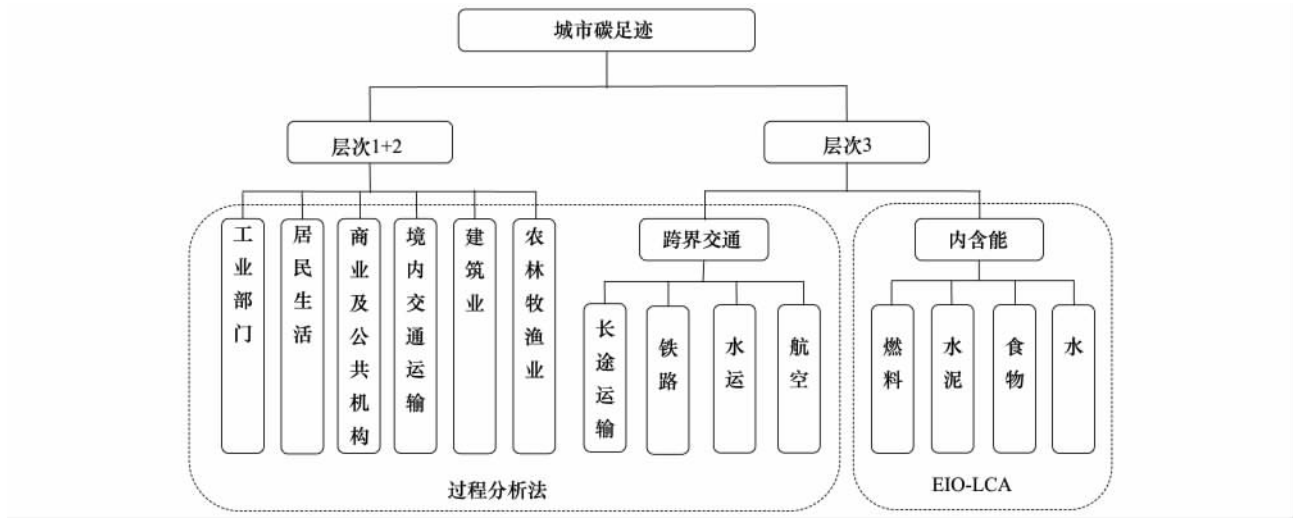 城市碳足迹
层次1+2
层次3
工业部门
居民生活
商业及公共机构
境内交通运输
建筑业
农林牧渔业
跨界交通
内含能
长途运输
铁路
水运
航空
燃料
水泥
食物
水
过程分析法
EIO-LCA